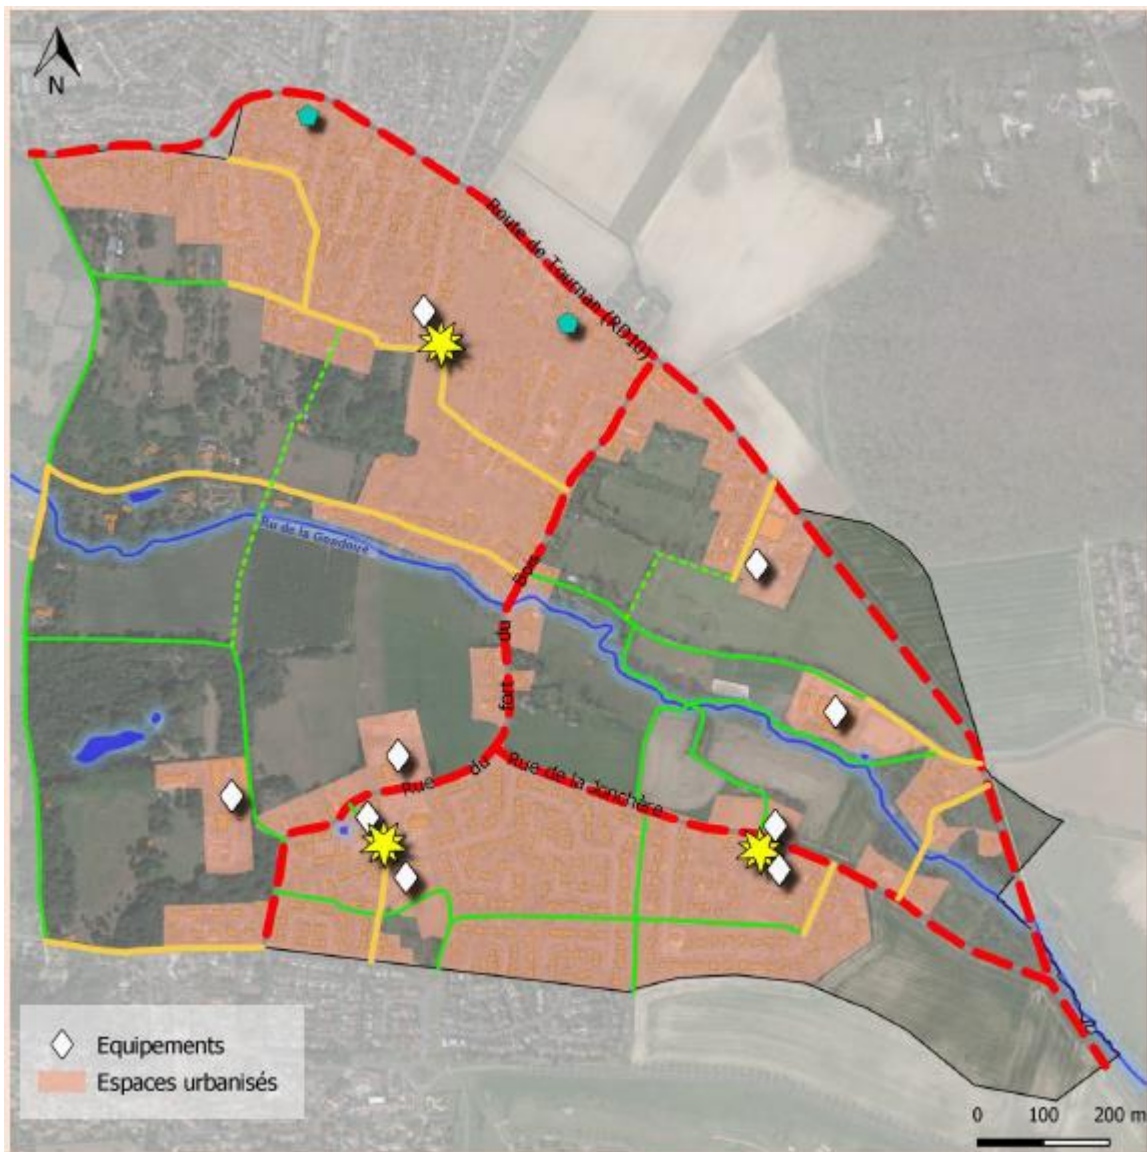 N
Route de Tournan (RD10)
Ru de la Gondoire
Rue du fort du Bois
Rue de la Jonchère
Equipements
Espaces urbanisés
0 100 200 m